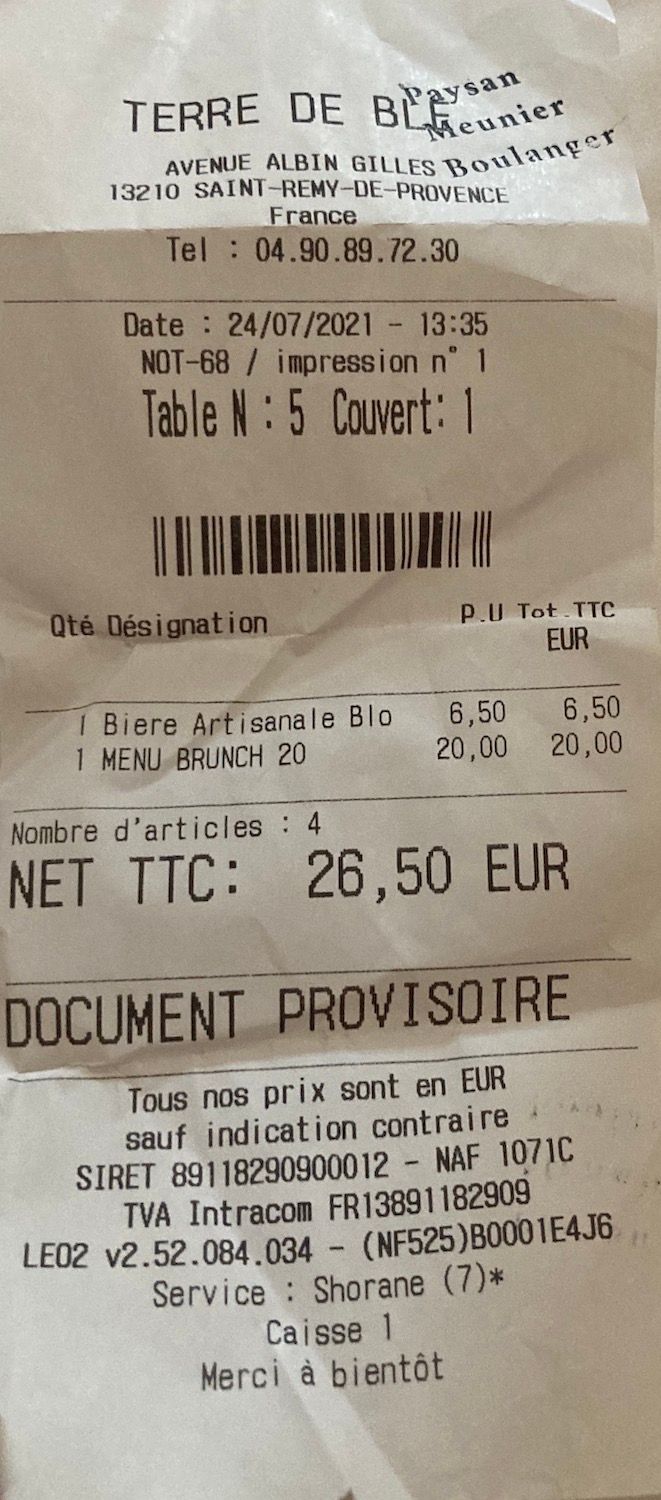 TERRE DE BLE
Paysan
Meunier
Boulanger
AVENUE ALBIN GILLES
13210 SAINT-REMY-DE-PROVENCE
France
Tel : 04.90.89.72.30
Date : 24/07/2021 - 13:35
NOT-68 / impression n° 1
Table N : 5 Couvert: 1
Qté Désignation P.U Tot.TTC
EUR
1 Biere Artisanale Blo 6,50 6,50
1 MENU BRUNCH 20 20,00 20,00
Nombre d'articles : 4
NET TTC: 26,50 EUR
DOCUMENT PROVISOIRE
Tous nos prix sont en EUR
sauf indication contraire
SIRET 89118290900012 - NAF 1071C
TVA Intracom FR13891182909
LEO2 v2.52.084.034 - (NF525)B0001E4J6
Service : Shorane (7)*
Caisse 1
Merci à bientôt